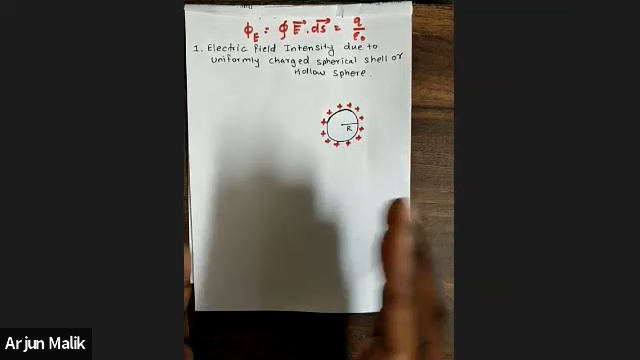 ϕE = ∮ E⃗ . ds⃗ = q/ε0
1. Electric Field Intensity due to
uniformly charged spherical shell or
Hollow Sphere.
R
Arjun Malik